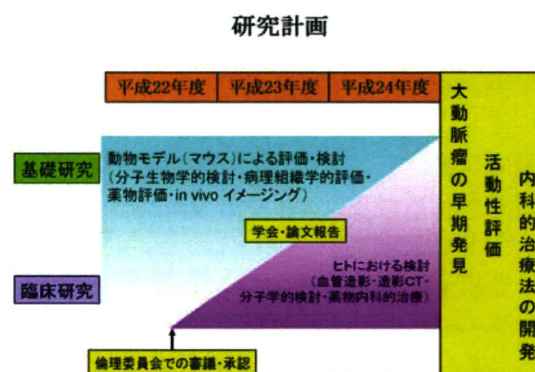 研究計画
平成22年度
平成23年度
平成24年度
基礎研究
動物モデル(マウス)による評価・検討
(分子生物学的検討・病理組織学的評価・
薬物評価・in vivo イメージング)
学会・論文報告
臨床研究
ヒトにおける検討
(血管造影・造影CT・
分子学的検討・薬物内科的治療)
倫理委員会での審議・承認
大動脈瘤の早期発見
活動性評価
内科的治療法の開発